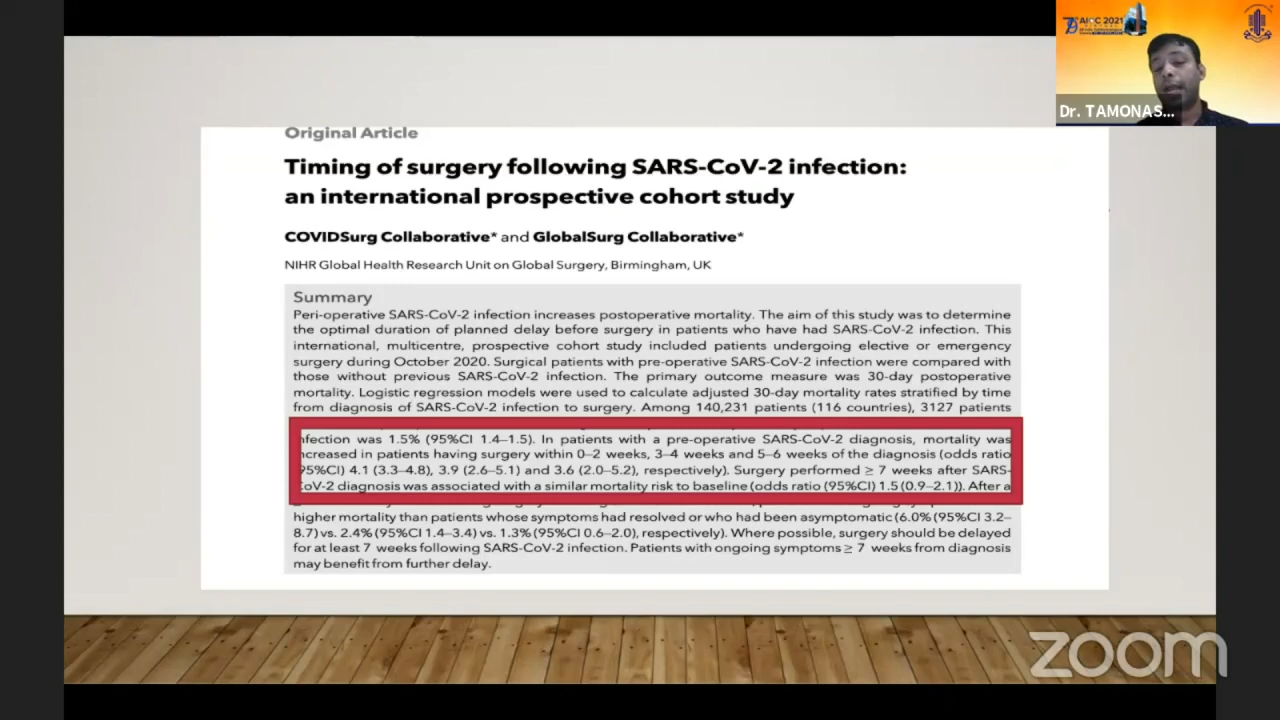 79 AIOC 2021
Dr. TAMONAS...
Original Article
Timing of surgery following SARS-CoV-2 infection:
an international prospective cohort study
COVIDSurg Collaborative* and GlobalSurg Collaborative*
NIHR Global Health Research Unit on Global Surgery, Birmingham, UK
Summary
Peri-operative SARS-CoV-2 infection increases postoperative mortality. The aim of this study was to determine
the optimal duration of planned delay before surgery in patients who have had SARS-CoV-2 infection. This
international, multicentre, prospective cohort study included patients undergoing elective or emergency
surgery during October 2020. Surgical patients with pre-operative SARS-CoV-2 infection were compared with
those without previous SARS-CoV-2 infection. The primary outcome measure was 30-day postoperative
mortality. Logistic regression models were used to calculate adjusted 30-day mortality rates stratified by time
from diagnosis of SARS-CoV-2 infection to surgery. Among 140,231 patients (116 countries), 3127 patients
nfection was 1.5% (95%CI 1.4–1.5). In patients with a pre-operative SARS-CoV-2 diagnosis, mortality was
ncreased in patients having surgery within 0–2 weeks, 3–4 weeks and 5–6 weeks of the diagnosis (odds ratio
95%CI) 4.1 (3.3–4.8), 3.9 (2.6–5.1) and 3.6 (2.0–5.2), respectively). Surgery performed ≥ 7 weeks after SARS-
CoV-2 diagnosis was associated with a similar mortality risk to baseline (odds ratio (95%CI) 1.5 (0.9–2.1)). After a
higher mortality than patients whose symptoms had resolved or who had been asymptomatic (6.0% (95%CI 3.2–
8.7) vs. 2.4% (95%CI 1.4–3.4) vs. 1.3% (95%CI 0.6–2.0), respectively). Where possible, surgery should be delayed
for at least 7 weeks following SARS-CoV-2 infection. Patients with ongoing symptoms ≥ 7 weeks from diagnosis
may benefit from further delay.
zoom